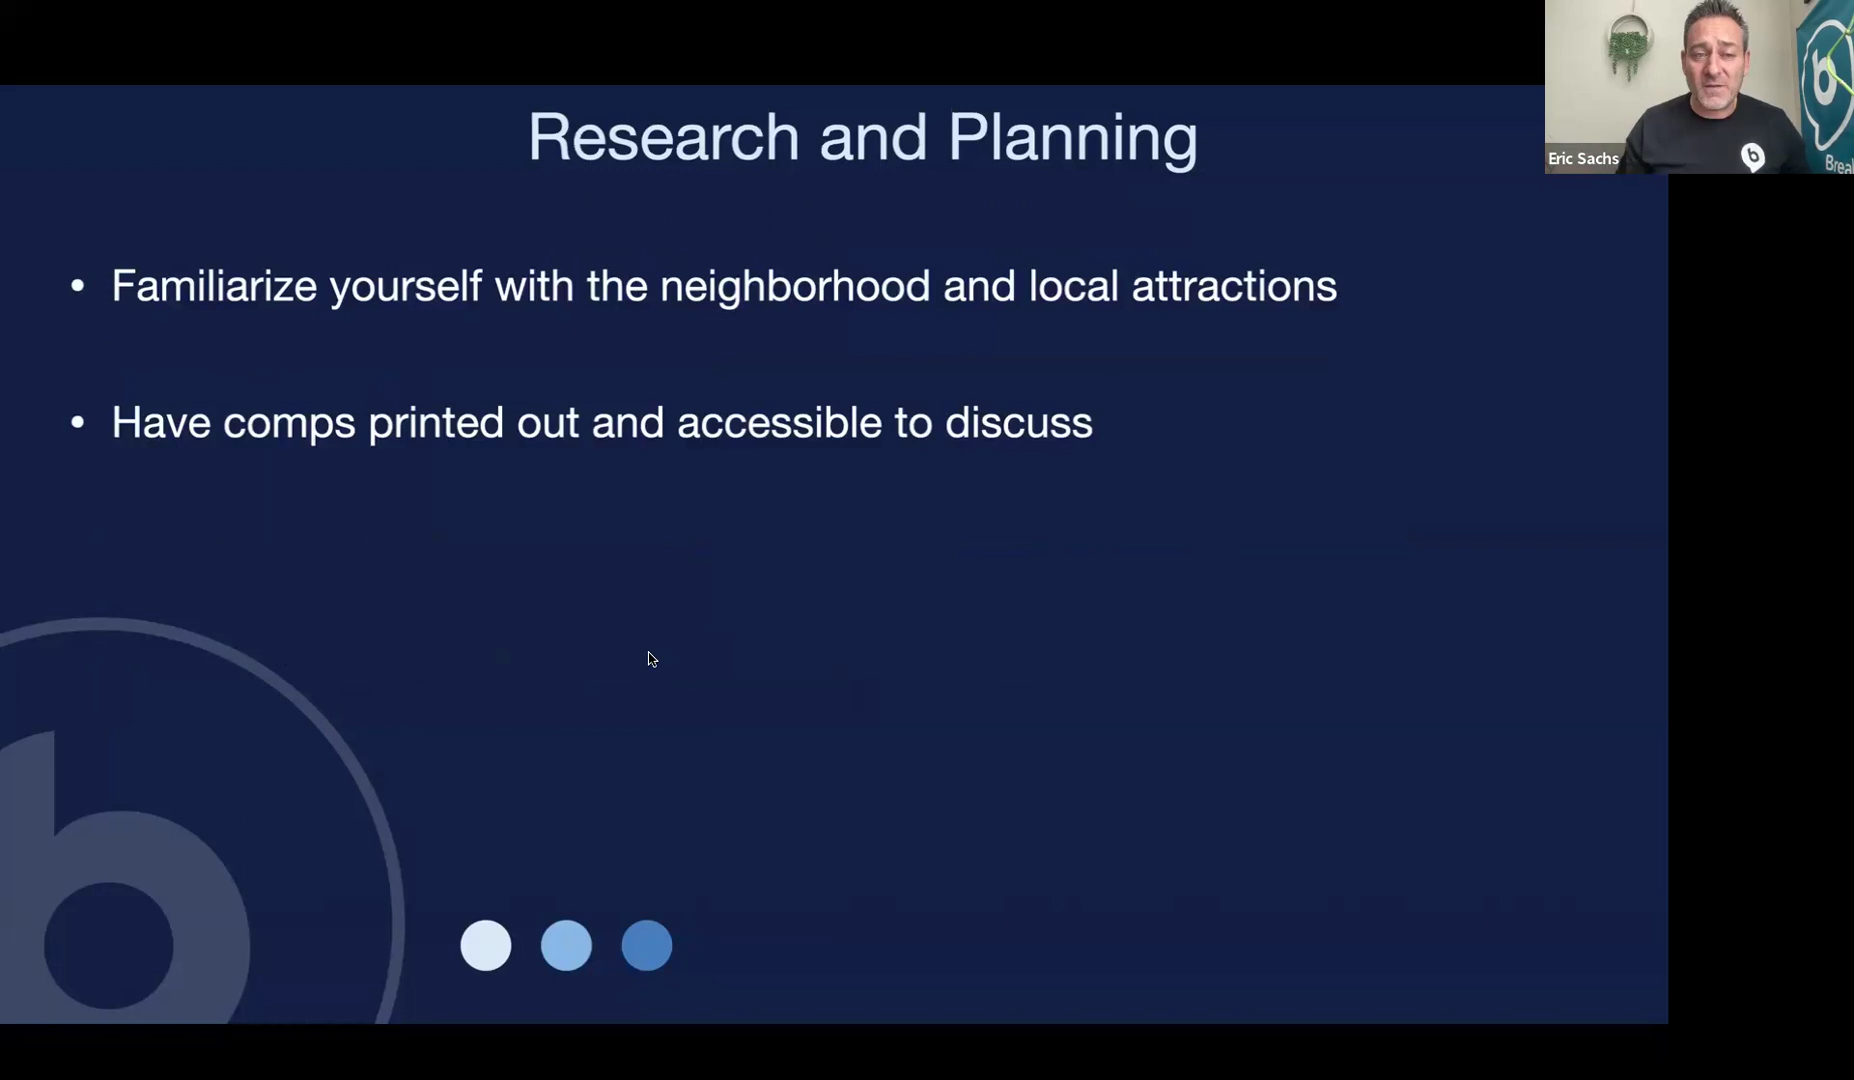 Research and Planning
• Familiarize yourself with the neighborhood and local attractions
• Have comps printed out and accessible to discuss
Eric Sachs
b
b
Brea
b